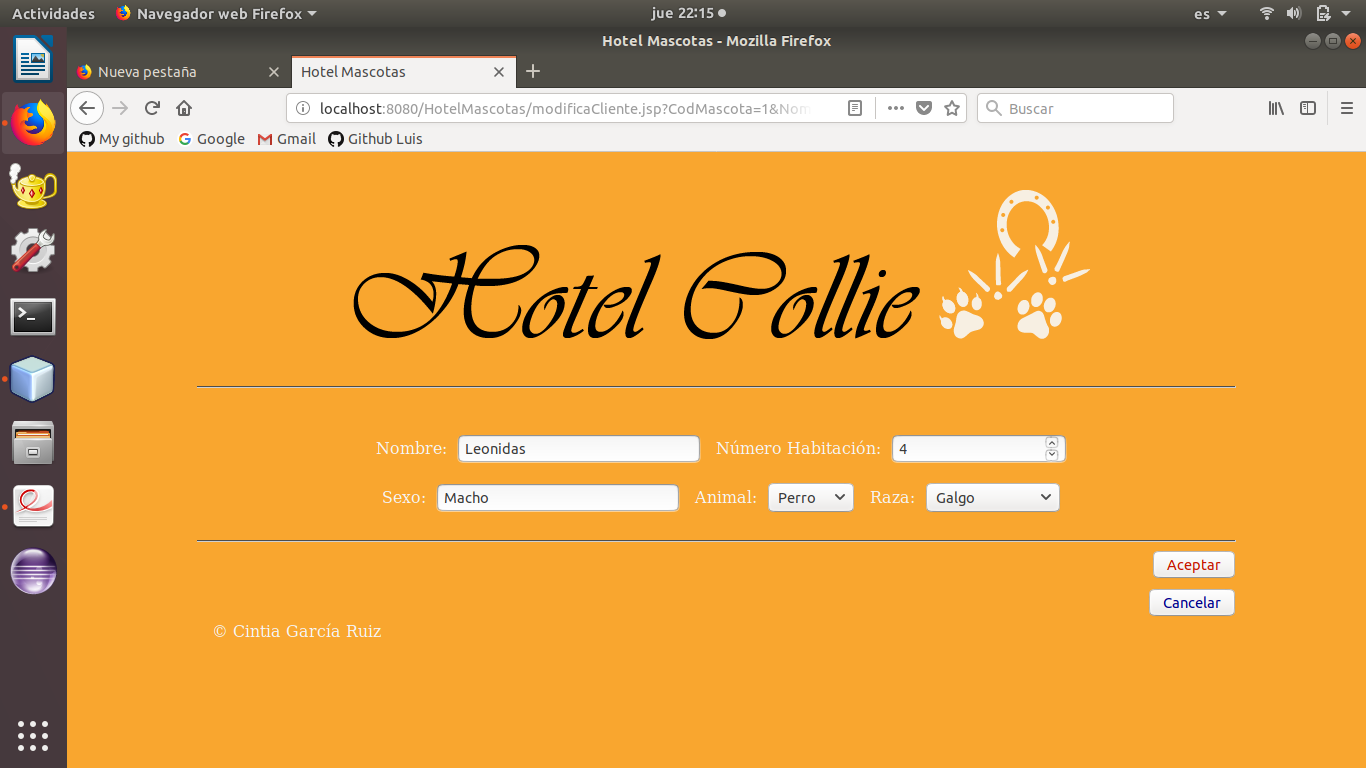 Actividades Navegador web Firefox jue 22:15 es
Hotel Mascotas - Mozilla Firefox
Nueva pestaña Hotel Mascotas
localhost:8080/HotelMascotas/modificaCliente.jsp?CodMascota=1&Nom Buscar
My github Google Gmail Github Luis
Hotel Collie
Nombre: Leonidas Número Habitación: 4
Sexo: Macho Animal: Perro Raza: Galgo
Aceptar
Cancelar
© Cintia García Ruiz